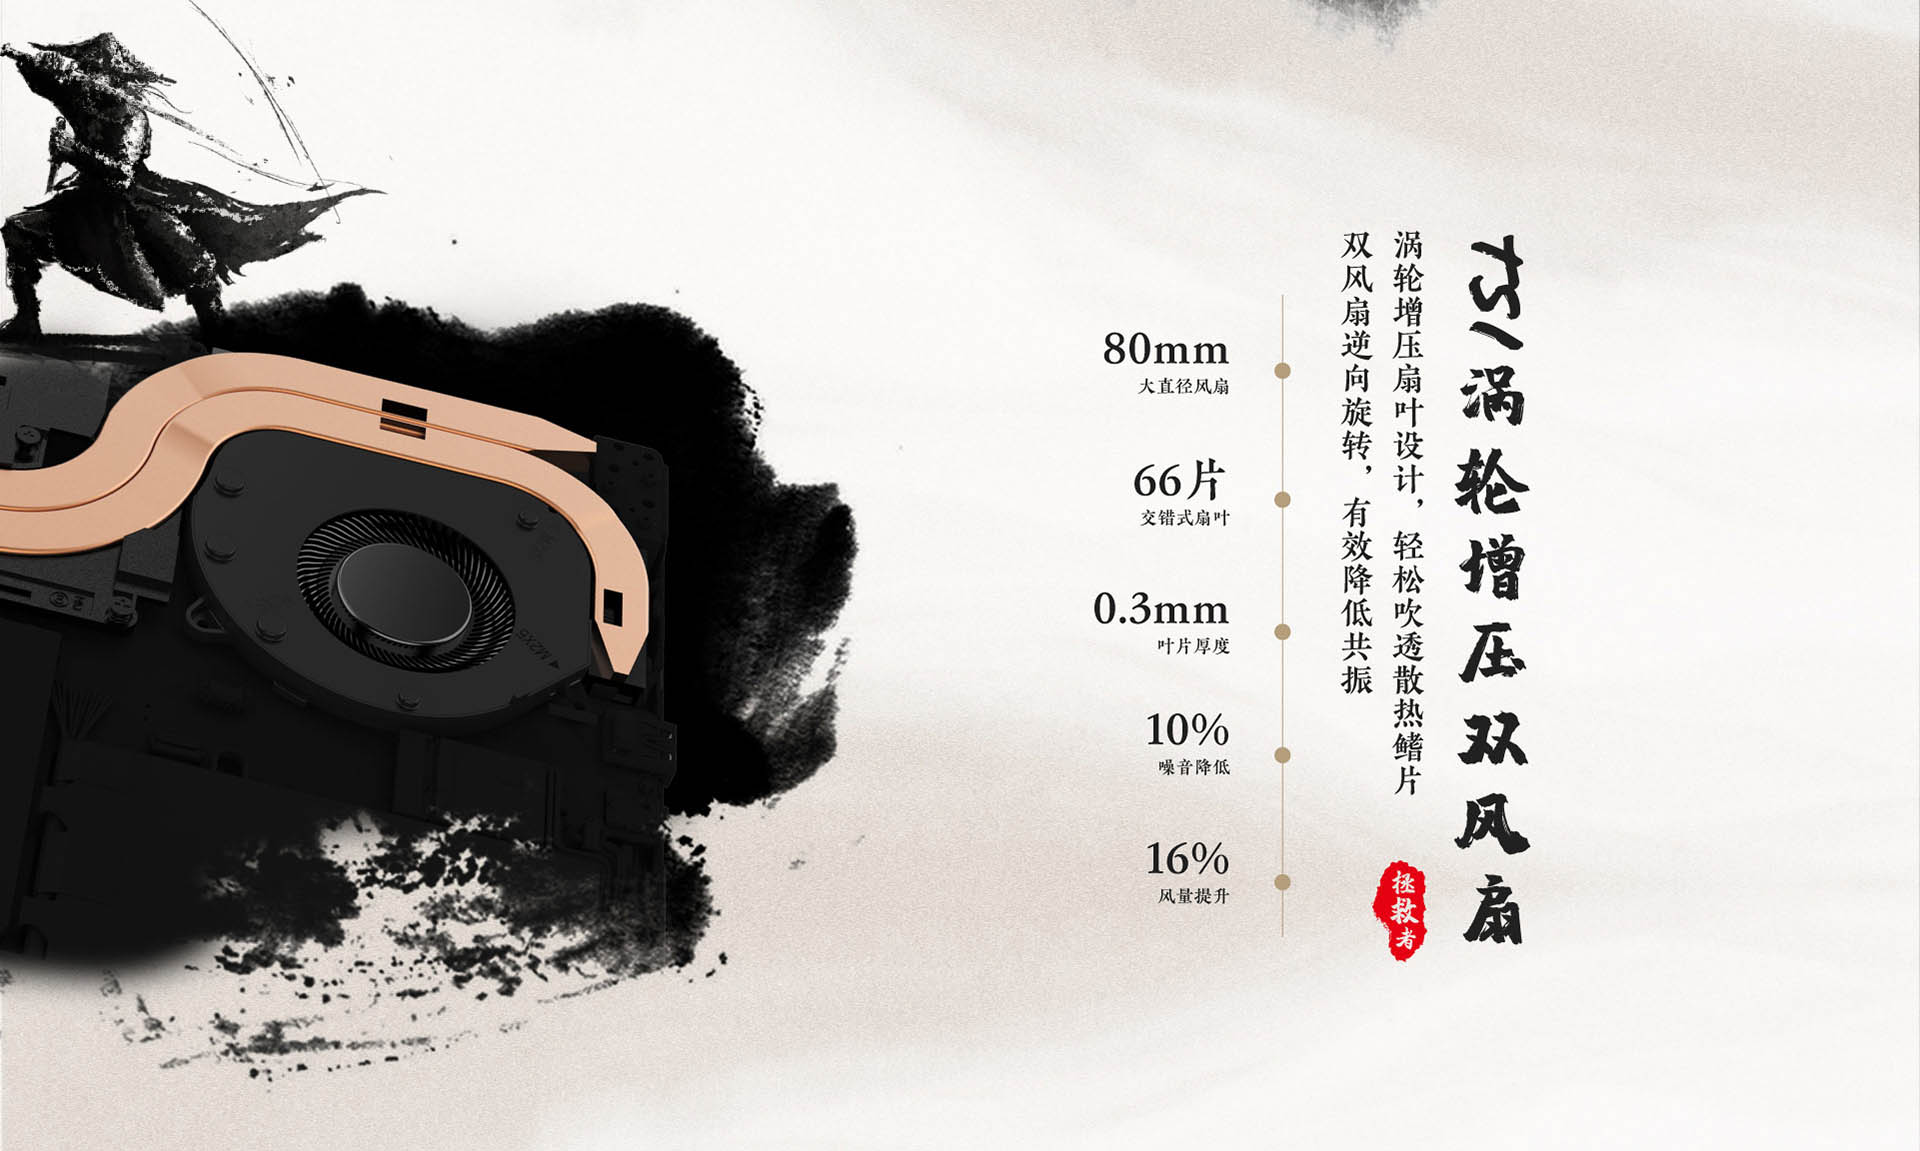 涡轮增压双风扇
涡轮增压扇叶设计，轻松吹透散热鳍片
双风扇逆向旋转，有效降低共振
拯救者
80mm
大直径风扇
66片
交错式扇叶
0.3mm
叶片厚度
10%
噪音降低
16%
风量提升
M2X5